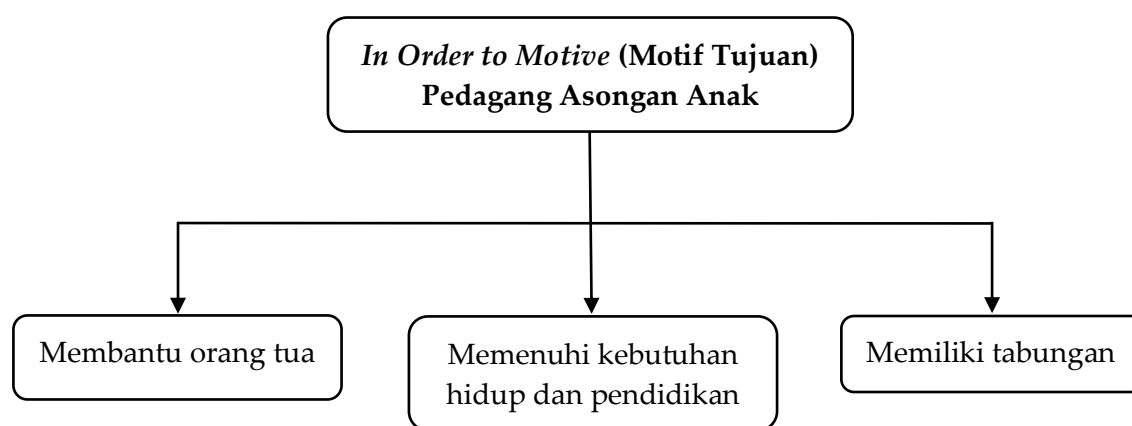 In Order to Motive (Motif Tujuan)
Pedagang Asongan Anak
Membantu orang tua
Memenuhi kebutuhan
hidup dan pendidikan
Memiliki tabungan